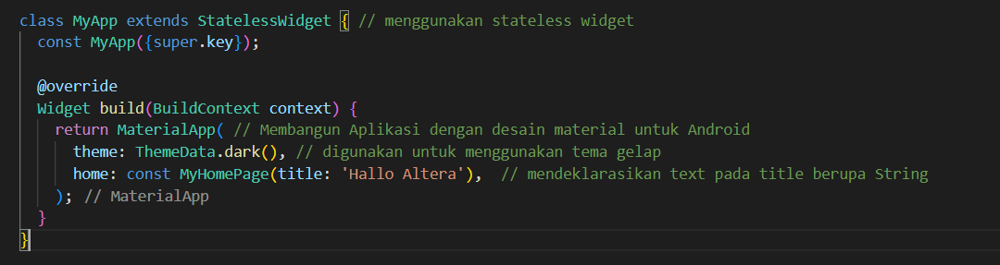 class MyApp extends StatelessWidget { // menggunakan stateless widget
  const MyApp({super.key});

  @override
  Widget build(BuildContext context) {
    return MaterialApp( // Membangun Aplikasi dengan desain material untuk Android
      theme: ThemeData.dark(), // digunakan untuk menggunakan tema gelap
      home: const MyHomePage(title: 'Hallo Altera'),  // mendeklarasikan text pada title berupa String
    ); // MaterialApp
  }
}